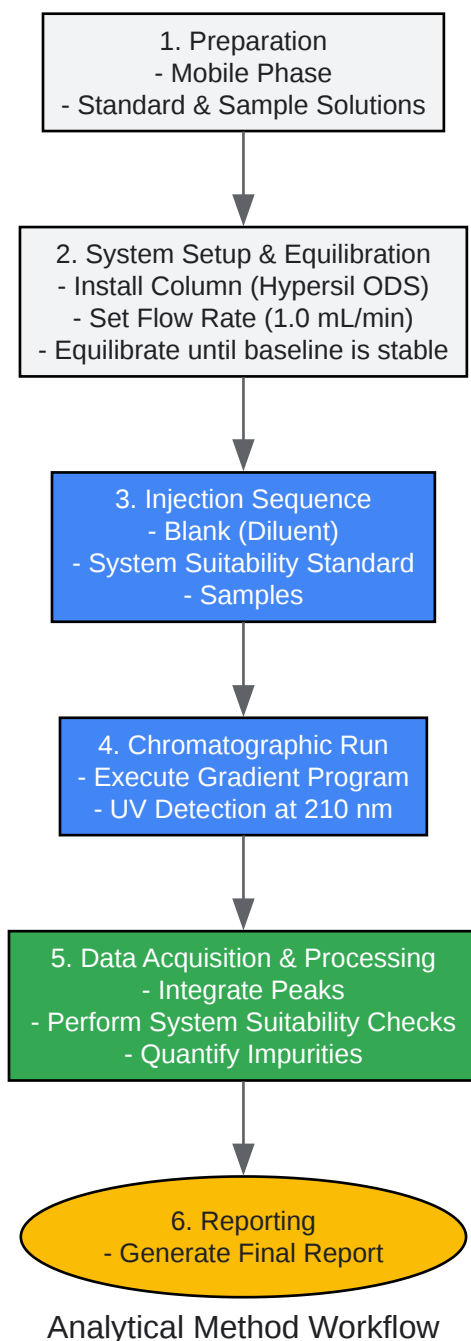 1. Preparation
- Mobile Phase
- Standard & Sample Solutions
2. System Setup & Equilibration
- Install Column (Hypersil ODS)
- Set Flow Rate (1.0 mL/min)
- Equilibrate until baseline is stable
3. Injection Sequence
- Blank (Diluent)
- System Suitability Standard
- Samples
4. Chromatographic Run
- Execute Gradient Program
- UV Detection at 210 nm
5. Data Acquisition & Processing
- Integrate Peaks
- Perform System Suitability Checks
- Quantify Impurities
6. Reporting
- Generate Final Report
Analytical Method Workflow